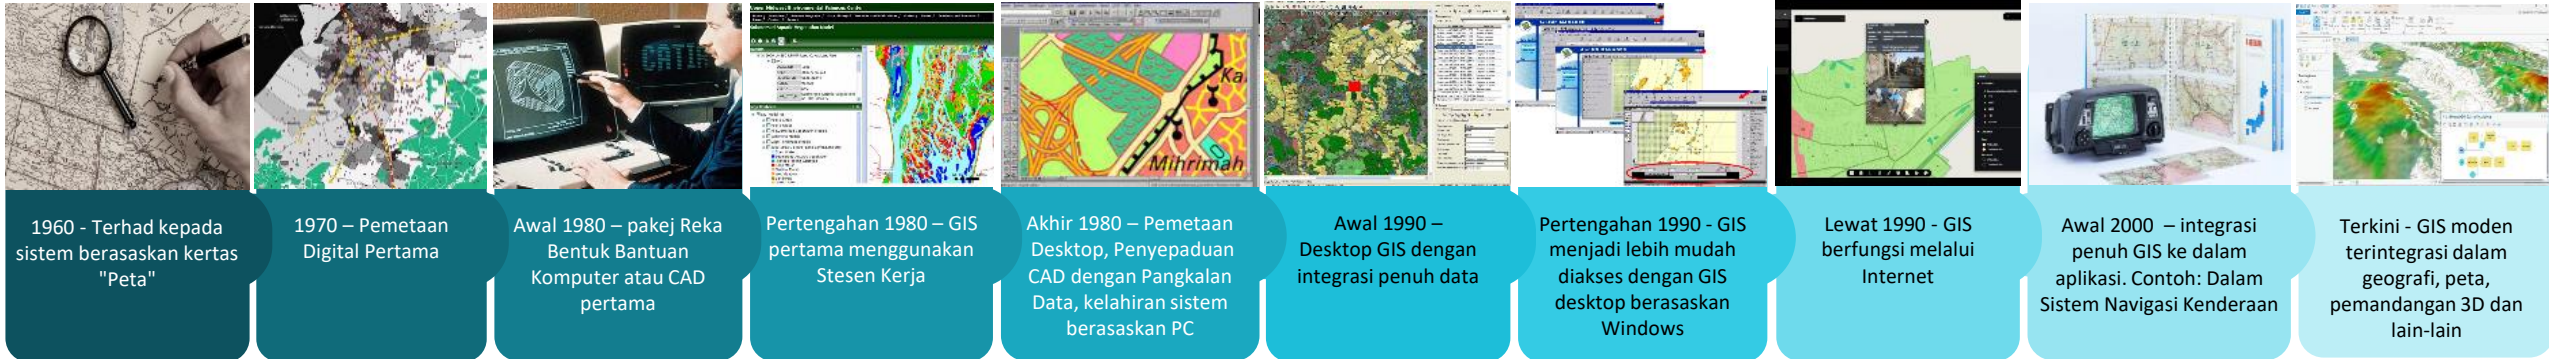 CATIA
Ka
Mihrimah
1960 - Terhad kepada
sistem berasaskan kertas
"Peta"
1970 – Pemetaan
Digital Pertama
Awal 1980 – pakej Reka
Bentuk Bantuan
Komputer atau CAD
pertama
Pertengahan 1980 – GIS
pertama menggunakan
Stesen Kerja
Akhir 1980 – Pemetaan
Desktop, Penyepaduan
CAD dengan Pangkalan
Data, kelahiran sistem
berasaskan PC
Awal 1990 –
Desktop GIS dengan
integrasi penuh data
Pertengahan 1990 - GIS
menjadi lebih mudah
diakses dengan GIS
desktop berasaskan
Windows
Lewat 1990 - GIS
berfungsi melalui
Internet
Awal 2000 – integrasi
penuh GIS ke dalam
aplikasi. Contoh: Dalam
Sistem Navigasi Kenderaan
Terkini - GIS moden
terintegrasi dalam
geografi, peta,
pemandangan 3D dan
lain-lain